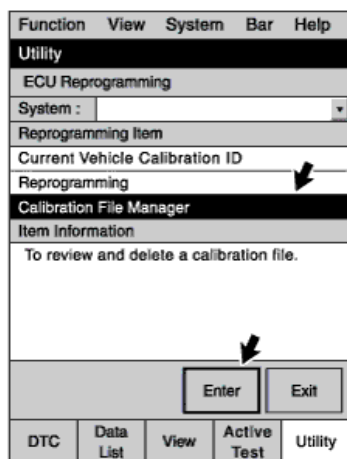 Function View System Bar Help
Utility
ECU Reprogramming
System :
Reprogramming Item
Current Vehicle Calibration ID
Reprogramming
Calibration File Manager
Item Information
To review and delete a calibration file.
Enter Exit
DTC Data List View Active Test Utility